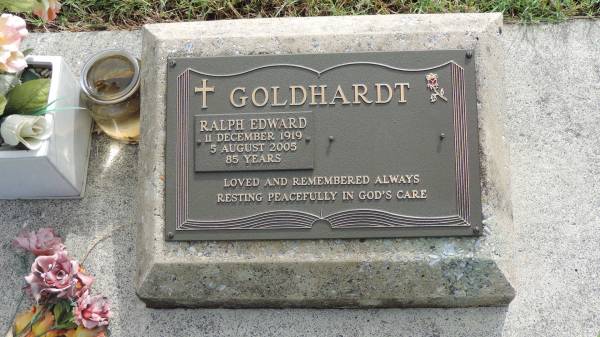 GOLDHARDT
RALPH EDWARD
11 DECEMBER 1919
5 AUGUST 2005
85 YEARS
LOVED AND REMEMBERED ALWAYS
RESTING PEACEFULLY IN GOD'S CARE